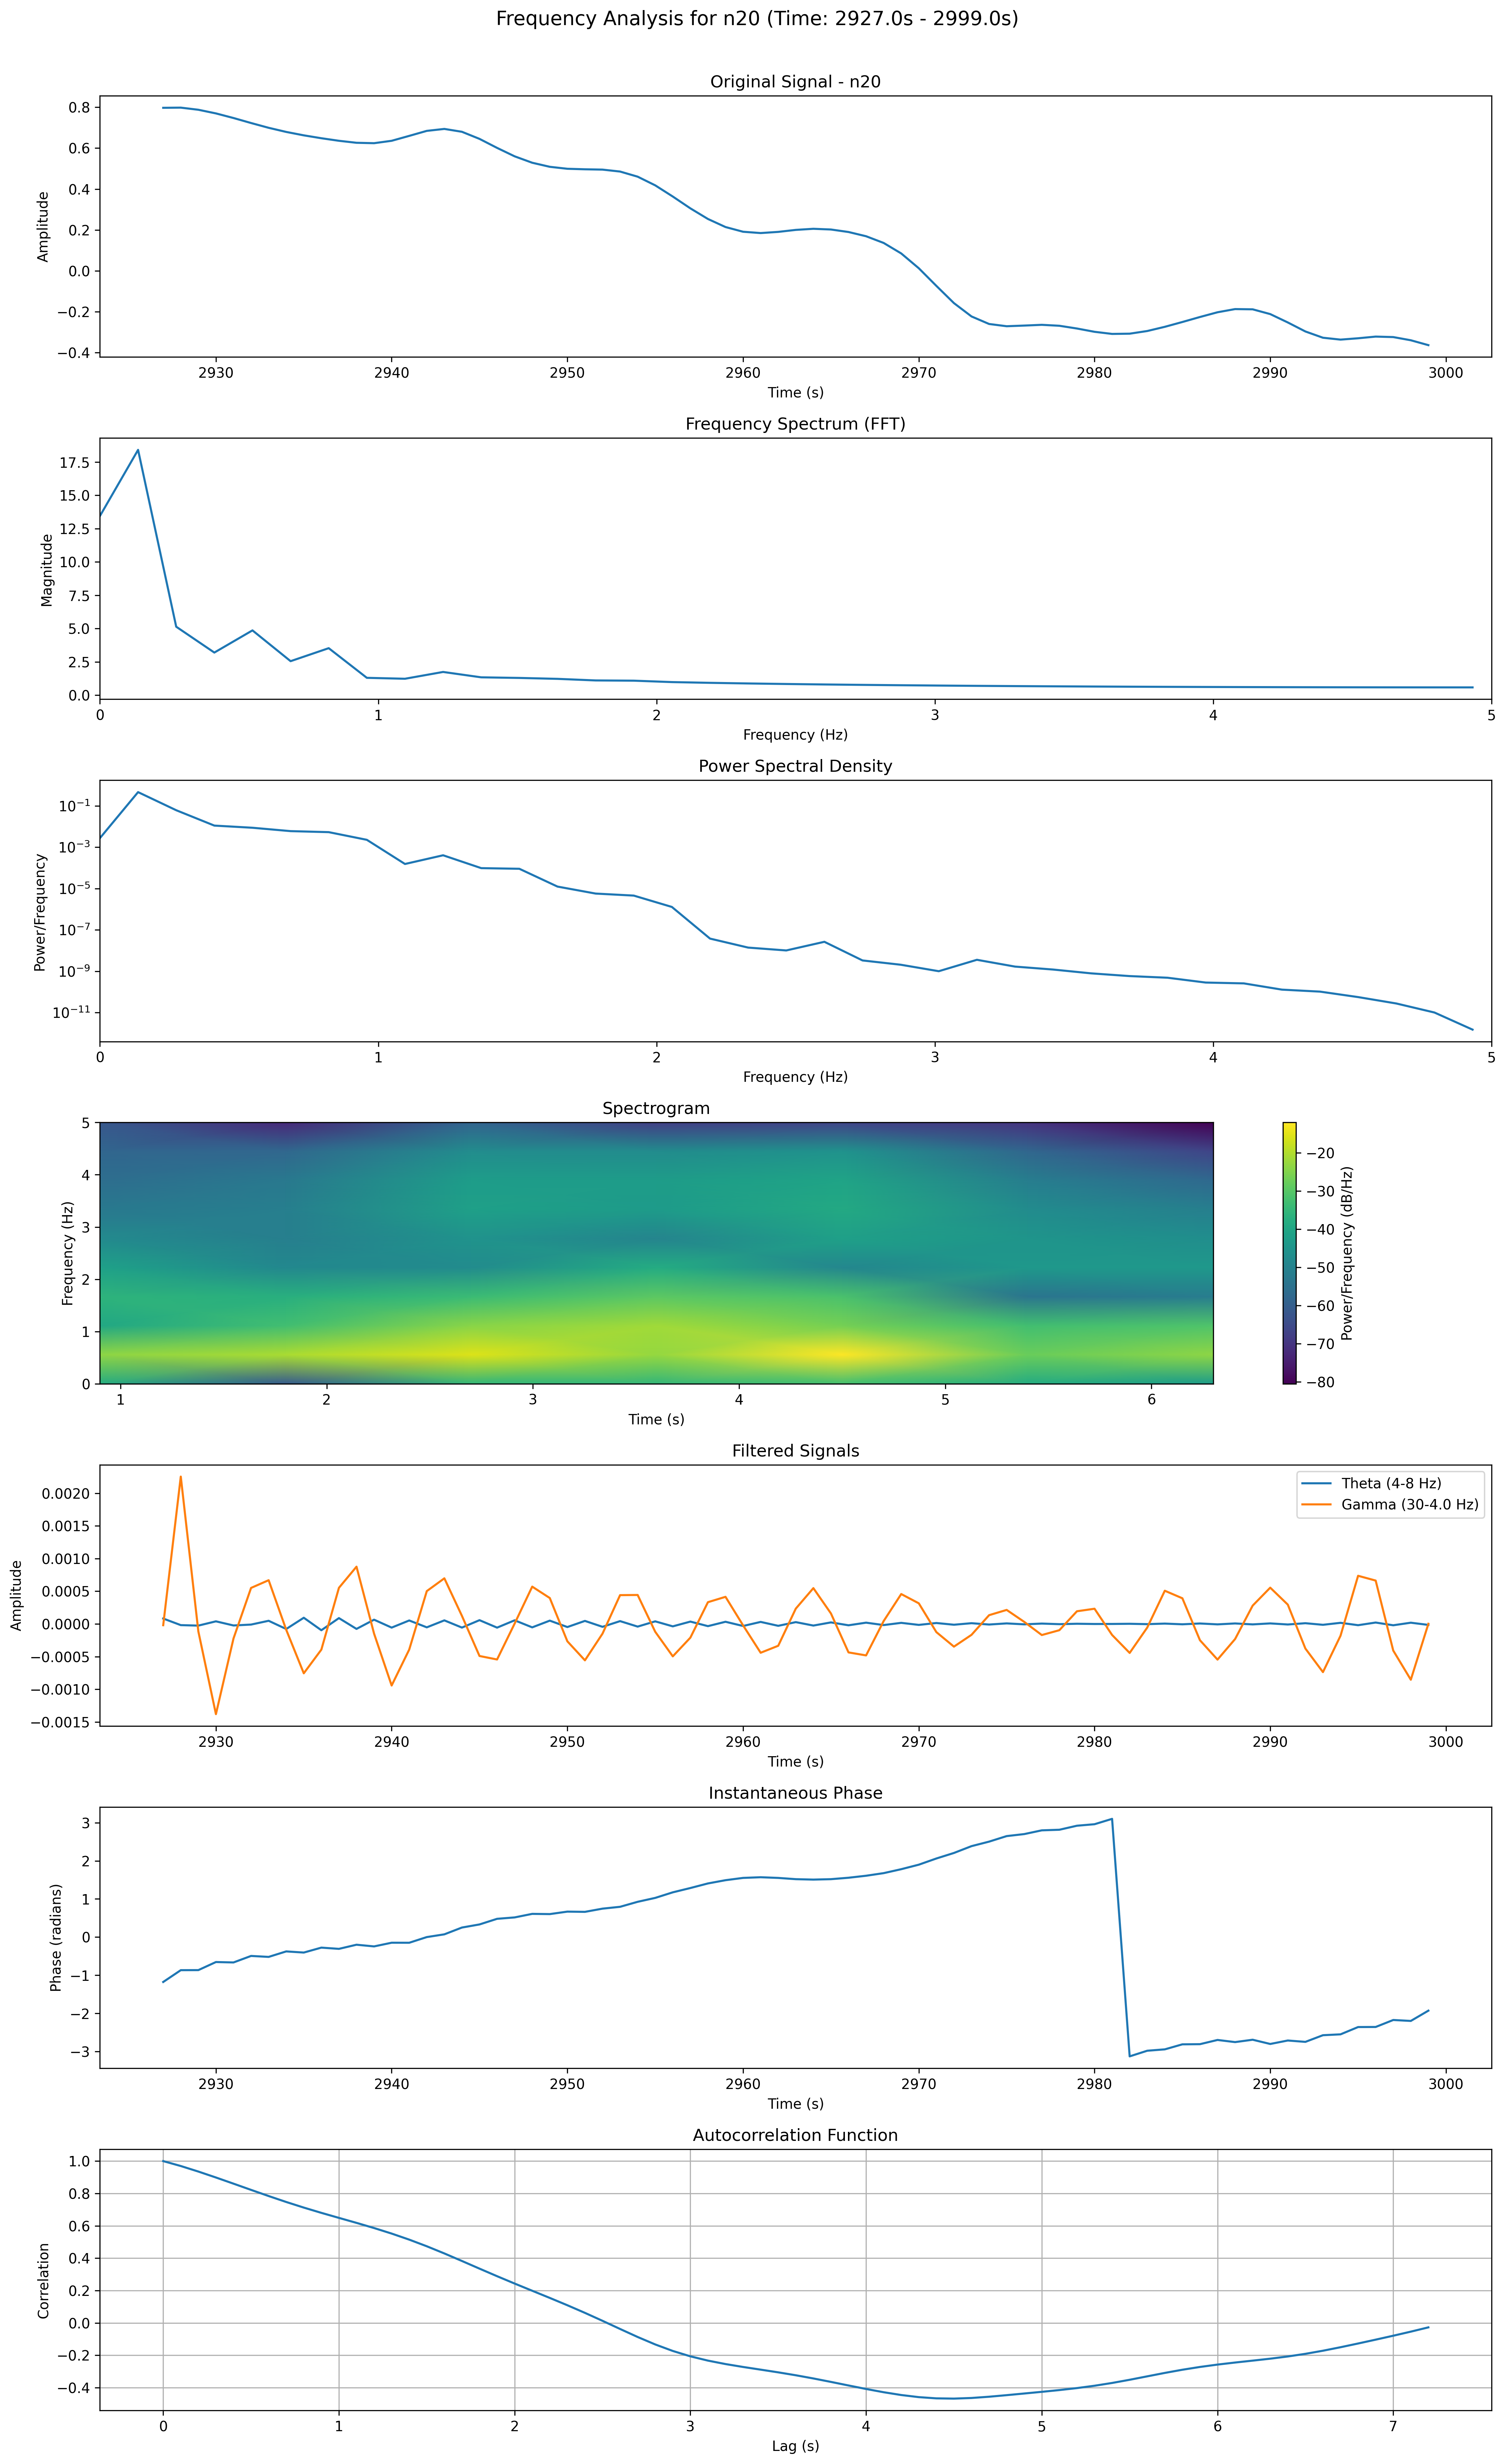 Frequency Analysis for n20 (Time: 2927.0s - 2999.0s)
Original Signal - n20
0.8
0.6
0.4
0.2
0.0
−0.2
−0.4
Amplitude
2930 2940 2950 2960 2970 2980 2990 3000
Time (s)
Frequency Spectrum (FFT)
17.5
15.0
12.5
10.0
7.5
5.0
2.5
0.0
Magnitude
0 1 2 3 4 5
Frequency (Hz)
Power Spectral Density
10⁻¹
10⁻³
10⁻⁵
10⁻⁷
10⁻⁹
10⁻¹¹
Power/Frequency
0 1 2 3 4 5
Frequency (Hz)
Spectrogram
5
4
3
2
1
0
Frequency (Hz)
1 2 3 4 5 6
Time (s)
−20
−30
−40
−50
−60
−70
−80
Power/Frequency (dB/Hz)
Filtered Signals
Theta (4-8 Hz)
Gamma (30-4.0 Hz)
0.0020
0.0015
0.0010
0.0005
0.0000
−0.0005
−0.0010
−0.0015
Amplitude
2930 2940 2950 2960 2970 2980 2990 3000
Time (s)
Instantaneous Phase
3
2
1
0
−1
−2
−3
Phase (radians)
2930 2940 2950 2960 2970 2980 2990 3000
Time (s)
Autocorrelation Function
1.0
0.8
0.6
0.4
0.2
0.0
−0.2
−0.4
Correlation
0 1 2 3 4 5 6 7
Lag (s)